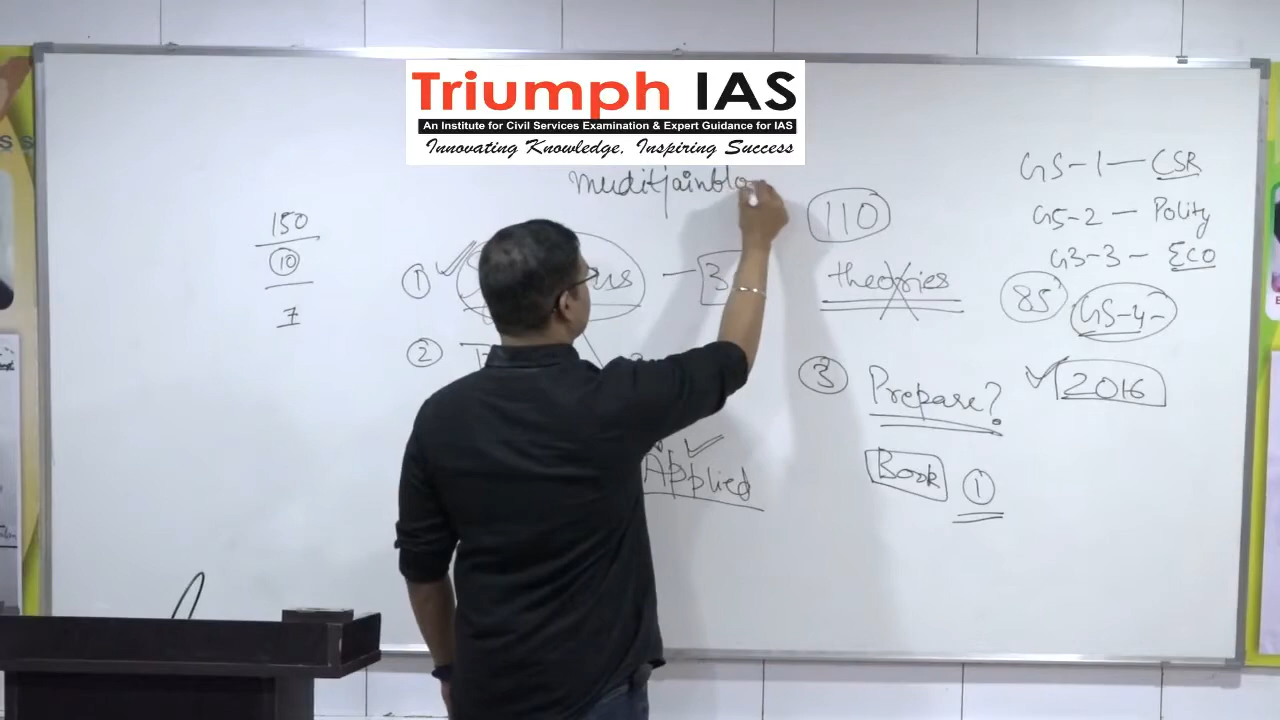 Triumph IAS
An Institute for Civil Services Examination & Expert Guidance for IAS
Innovating Knowledge, Inspiring Success
muditjainblo
150
10
7
①
②
110
theories
③ Prepare?
Book ①
Applied
GS-1 — CSR
GS-2 — Polity
GS-3 — ECO
85 GS-4-
2016